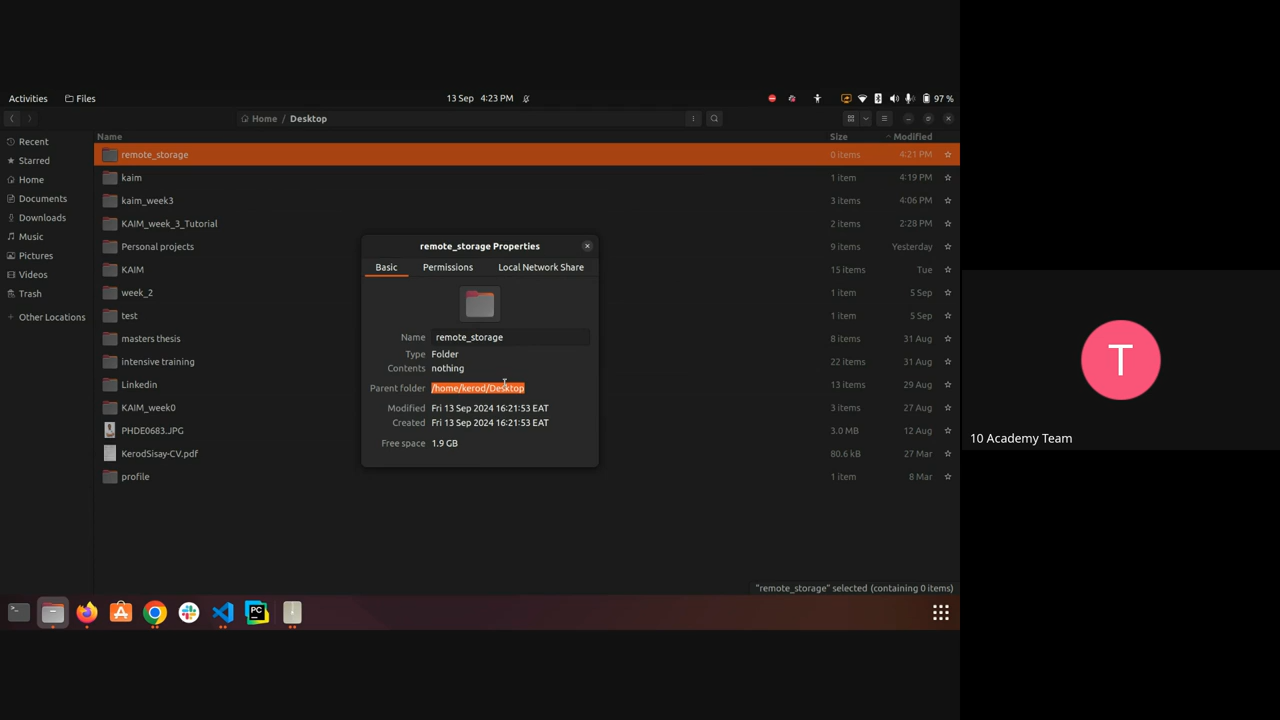 Activities Files 13 Sep 4:23 PM 97 %
Home / Desktop
Name Size Modified
Recent
Starred
Home
Documents
Downloads
Music
Pictures
Videos
Trash
+ Other Locations
remote_storage 0 items 4:21 PM
kaim 1 item 4:19 PM
kaim_week3 3 items 4:06 PM
KAIM_week_3_Tutorial 2 items 2:28 PM
Personal projects 9 items Yesterday
KAIM 15 items Tue
week_2 1 item 5 Sep
test 1 item 5 Sep
masters thesis 8 items 31 Aug
intensive training 22 items 31 Aug
Linkedin 13 items 29 Aug
KAIM_week0 3 items 27 Aug
PHDE0683.JPG 3.0 MB 12 Aug
KerodSisay-CV.pdf 80.6 kB 27 Mar
profile 1 item 8 Mar
remote_storage Properties
Basic Permissions Local Network Share
Name remote_storage
Type Folder
Contents nothing
Parent folder /home/kerod/Desktop
Modified Fri 13 Sep 2024 16:21:53 EAT
Created Fri 13 Sep 2024 16:21:53 EAT
Free space 1.9 GB
"remote_storage" selected (containing 0 items)
PC
T
10 Academy Team